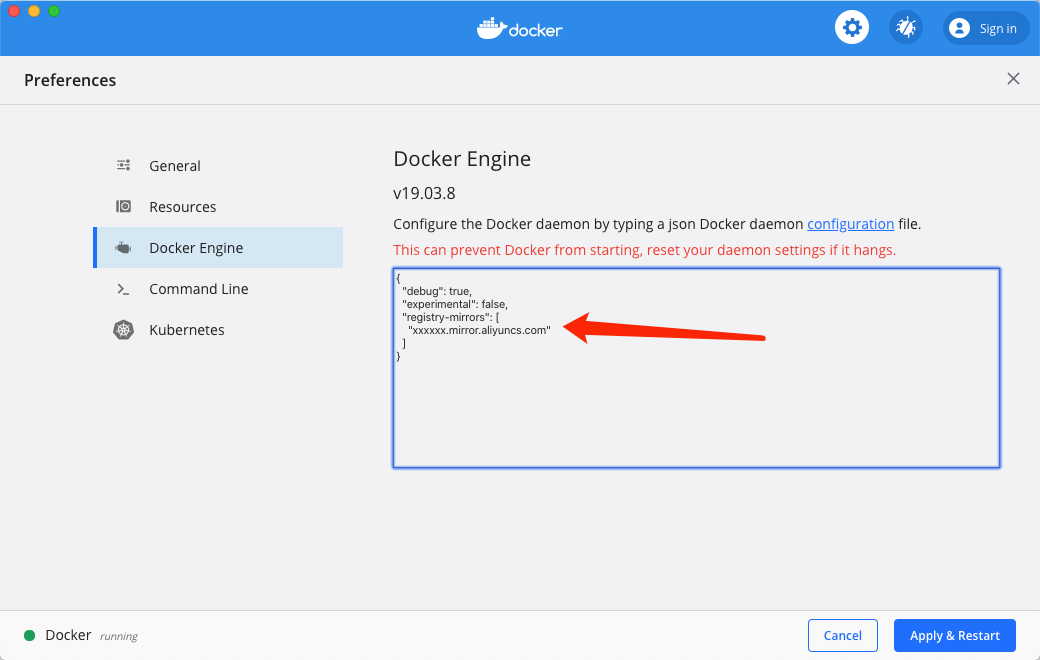 docker
Sign in
Preferences
General
Resources
Docker Engine
Command Line
Kubernetes
Docker Engine
v19.03.8
Configure the Docker daemon by typing a json Docker daemon configuration file.
This can prevent Docker from starting, reset your daemon settings if it hangs.
{
"debug": true,
"experimental": false,
"registry-mirrors": [
"xxxxxx.mirror.aliyuncs.com"
]
}
Docker running
Cancel
Apply & Restart